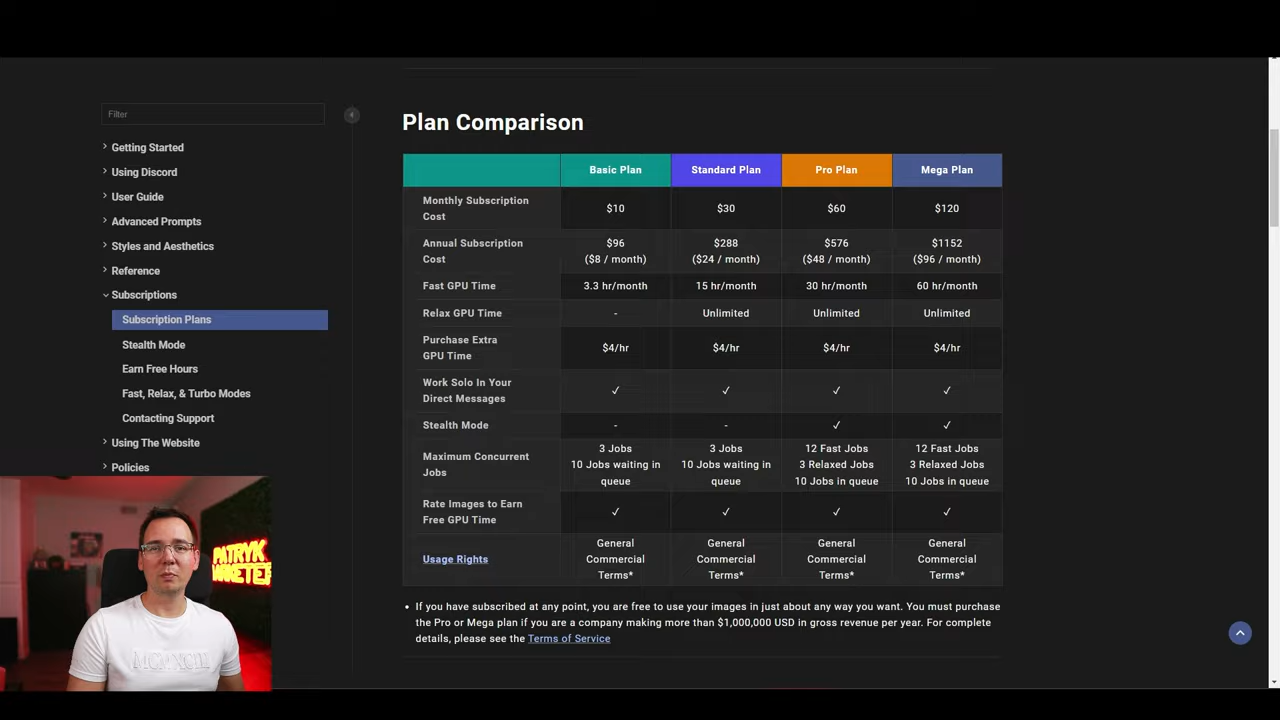 Filter
Getting Started
Using Discord
User Guide
Advanced Prompts
Styles and Aesthetics
Reference
Subscriptions
Subscription Plans
Stealth Mode
Earn Free Hours
Fast, Relax, & Turbo Modes
Contacting Support
Using The Website
Policies
Plan Comparison
Basic Plan Standard Plan Pro Plan Mega Plan
Monthly Subscription
Cost
$10 $30 $60 $120
Annual Subscription
Cost
$96 $288 $576 $1152
($8 / month) ($24 / month) ($48 / month) ($96 / month)
Fast GPU Time 3.3 hr/month 15 hr/month 30 hr/month 60 hr/month
Relax GPU Time - Unlimited Unlimited Unlimited
Purchase Extra
GPU Time
$4/hr $4/hr $4/hr $4/hr
Work Solo In Your
Direct Messages
✓ ✓ ✓ ✓
Stealth Mode - - ✓ ✓
Maximum Concurrent
Jobs
3 Jobs 3 Jobs 12 Fast Jobs 12 Fast Jobs
10 Jobs waiting in 10 Jobs waiting in 3 Relaxed Jobs 3 Relaxed Jobs
queue queue 10 Jobs in queue 10 Jobs in queue
Rate Images to Earn
Free GPU Time
✓ ✓ ✓ ✓
Usage Rights
General General General General
Commercial Commercial Commercial Commercial
Terms* Terms* Terms* Terms*
• If you have subscribed at any point, you are free to use your images in just about any way you want. You must purchase
the Pro or Mega plan if you are a company making more than $1,000,000 USD in gross revenue per year. For complete
details, please see the Terms of Service
PATRYK
MCMXCIII